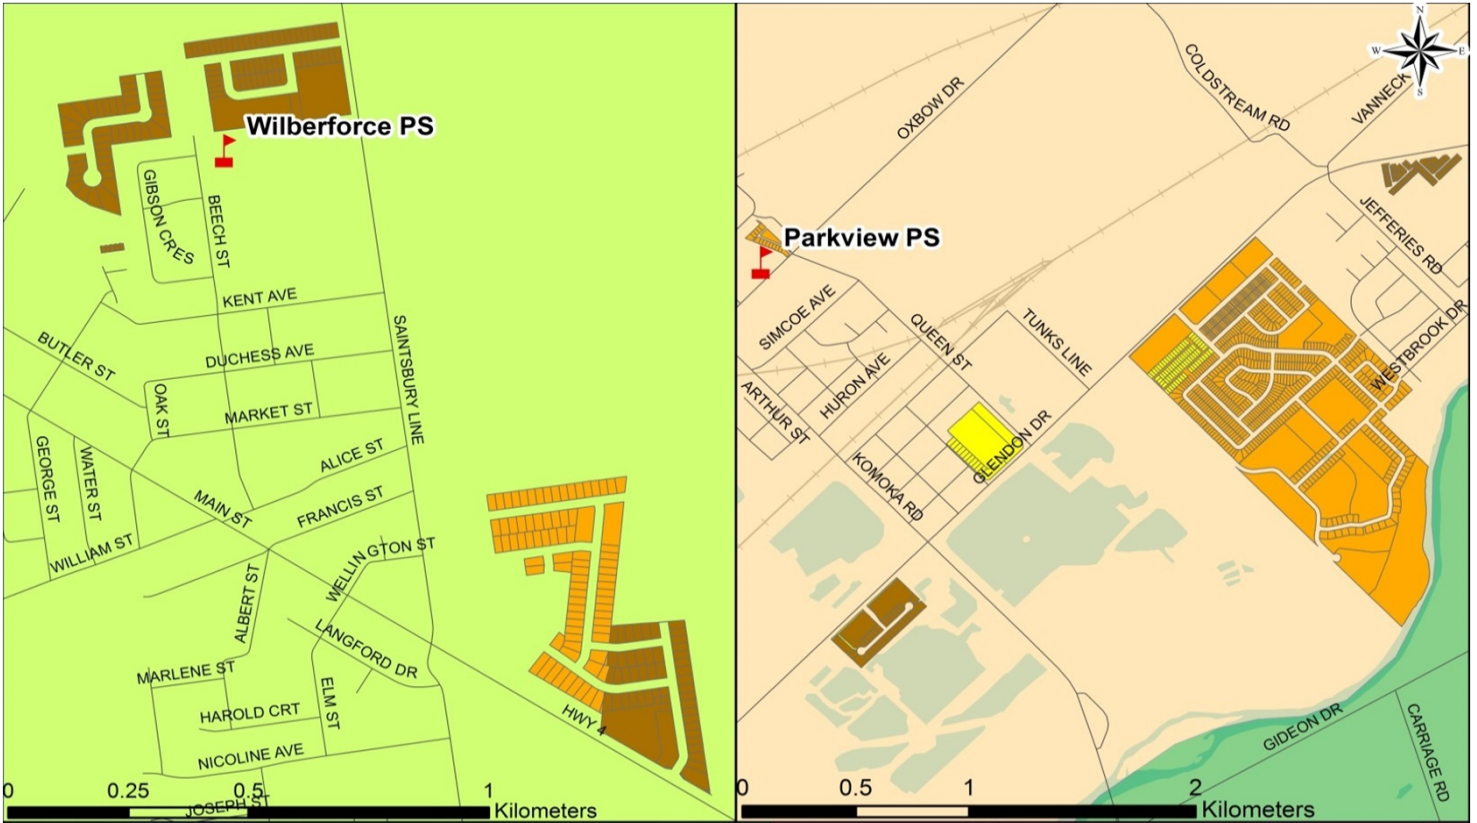 Wilberforce PS
GIBSON CRES
BEECH ST
KENT AVE
SAINTSBURY LINE
BUTLER ST
DUCHESS AVE
OAK ST
MARKET ST
GEORGE ST
WATER ST
ALICE ST
MAIN ST
FRANCIS ST
WILLIAM ST
WELLIN GTON ST
ALBERT ST
LANGFORD DR
MARLENE ST
ELM ST
HAROLD CRT
HWY 4
NICOLINE AVE
JOSEPH ST
0 0.25 0.5 1
Kilometers
N
W E
S
COLDSTREAM RD
VANNECK
OXBOW DR
JEFFERIES RD
Parkview PS
SIMCOE AVE
QUEEN ST
TUNKS LINE
WESTBROOK DR
HURON AVE
ARTHUR ST
GLENDON DR
KOMOKA RD
GIDEON DR
CARRIAGE RD
0 0.5 1 2
Kilometers